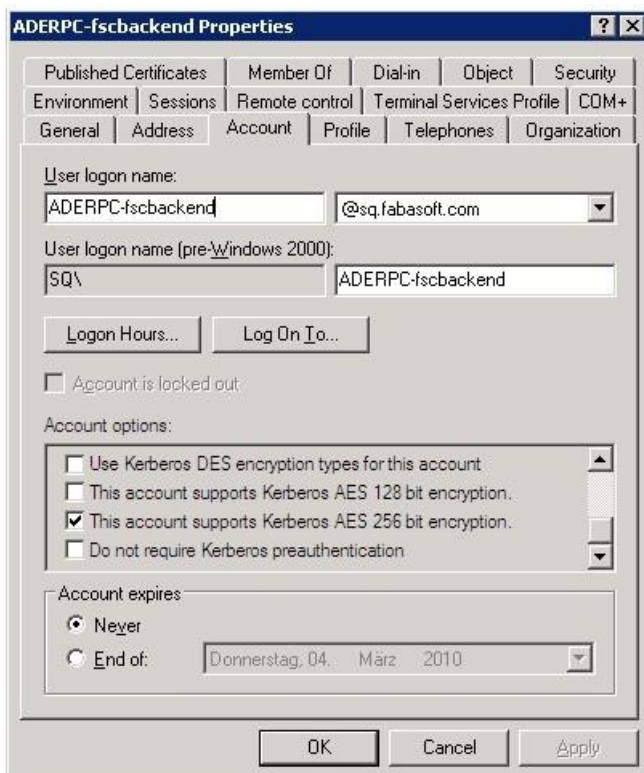 ADERPC-fscbackend Properties
Published Certificates Member Of Dial-in Object Security
Environment Sessions Remote control Terminal Services Profile COM+
General Address Account Profile Telephones Organization
User logon name:
ADERPC-fscbackend @sq.fabasoft.com
User logon name (pre-Windows 2000):
SQ\ ADERPC-fscbackend
Logon Hours... Log On To...
Account is locked out
Account options:
Use Kerberos DES encryption types for this account
This account supports Kerberos AES 128 bit encryption.
This account supports Kerberos AES 256 bit encryption.
Do not require Kerberos preauthentication
Account expires
Never
End of: Donnerstag, 04. März 2010
OK Cancel Apply